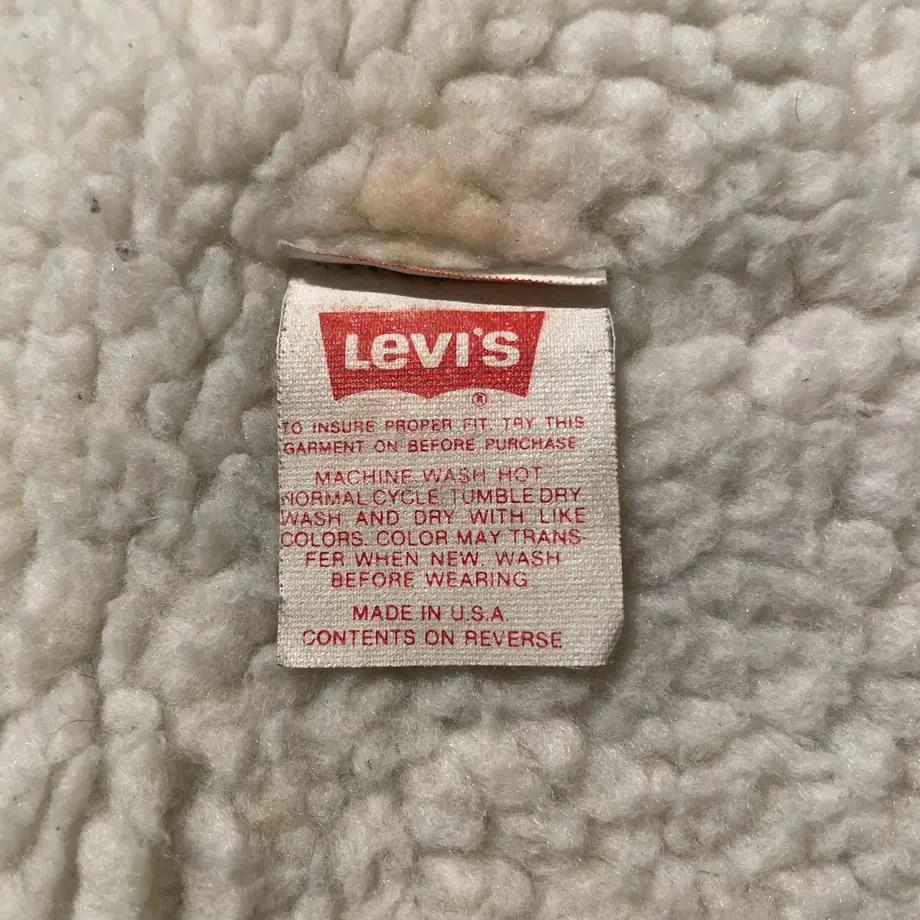 Levi's
®
TO INSURE PROPER FIT, TRY THIS
GARMENT ON BEFORE PURCHASE
MACHINE WASH HOT
NORMAL CYCLE, TUMBLE DRY
WASH AND DRY WITH LIKE
COLORS. COLOR MAY TRANS-
FER WHEN NEW. WASH
BEFORE WEARING
MADE IN U.S.A.
CONTENTS ON REVERSE